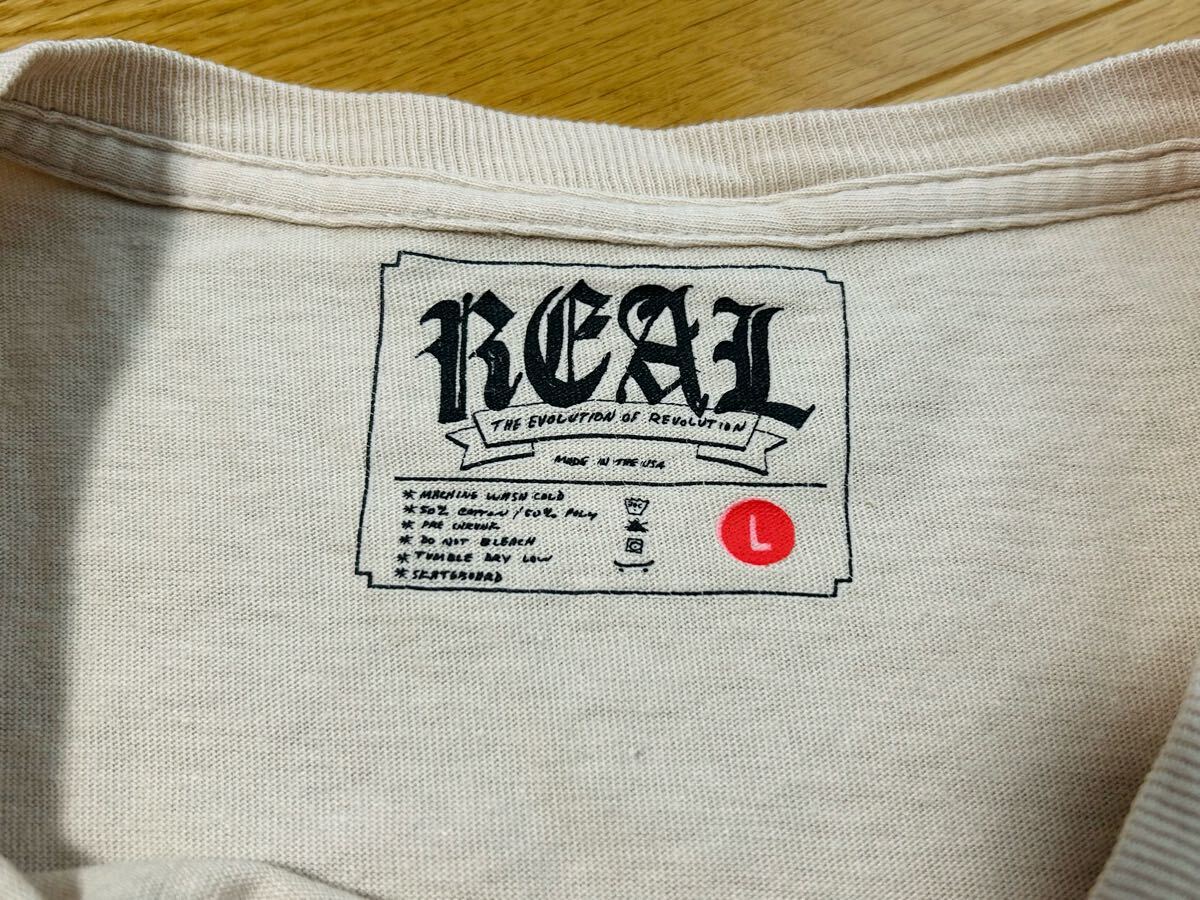 REAL
THE EVOLUTION OF REVOLUTION
MADE IN THE USA
* MACHINE WASH COLD
* 50% COTTON / 50% POLY
* PRE SHRUNK
* DO NOT BLEACH
* TUMBLE DRY LOW
* SKATEBOARD
L